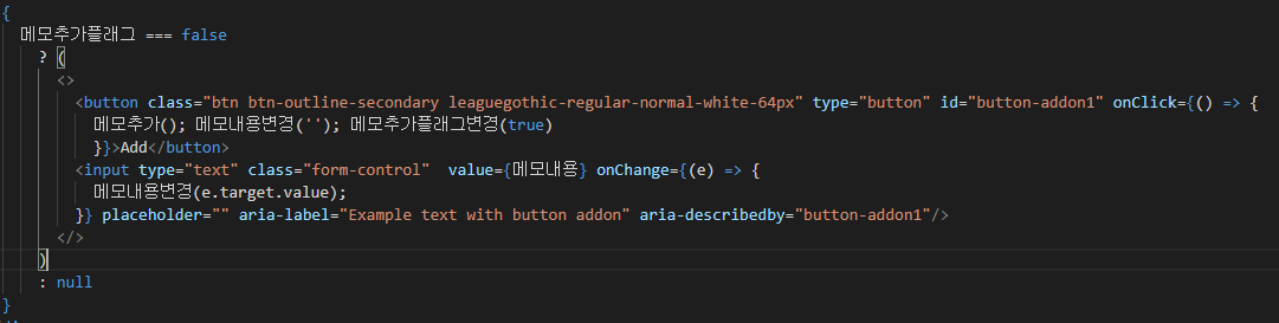 {
메모추가플래그 === false
? (
<>
<button class="btn btn-outline-secondary leaguegothic-regular-normal-white-64px" type="button" id="button-addon1" onClick={() => {
메모추가(); 메모내용변경(''); 메모추가플래그변경(true)
}}>Add</button>
<input type="text" class="form-control"  value={메모내용} onChange={(e) => {
메모내용변경(e.target.value);
}} placeholder="" aria-label="Example text with button addon" aria-describedby="button-addon1"/>
</>
)
: null
}